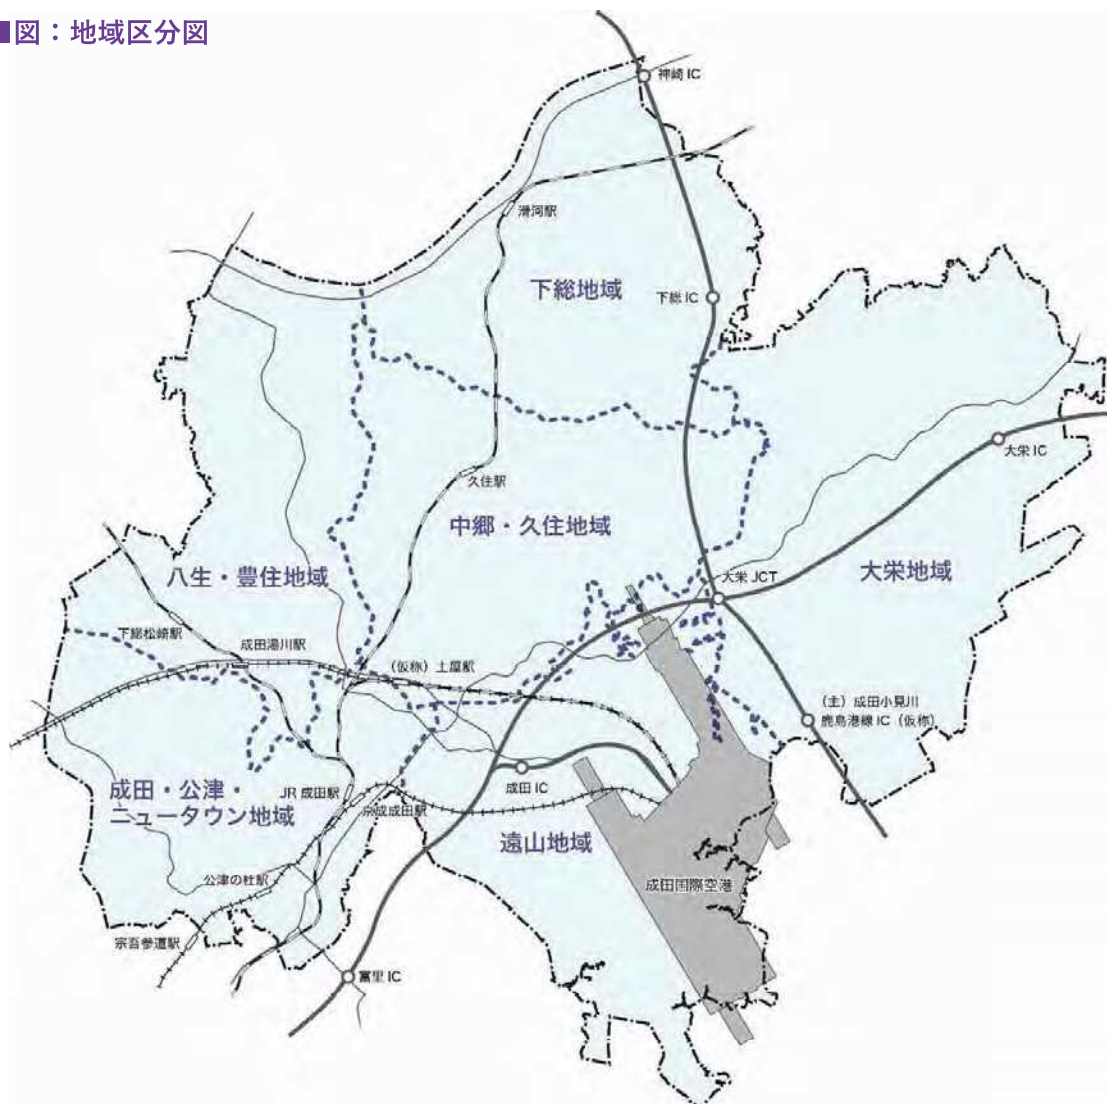 図：地域区分図
神崎 IC
滑河駅
下総地域
下総 IC
大栄 IC
久住駅
中郷・久住地域
八生・豊住地域
大栄 JCT
大栄地域
下総松崎駅
成田湯川駅
（仮称）土屋駅
（主）成田小見川
鹿島港線 IC（仮称）
成田・公津・
ニュータウン地域
JR 成田駅
京成成田駅
成田 IC
遠山地域
公津の杜駅
成田国際空港
宗吾参道駅
富里 IC